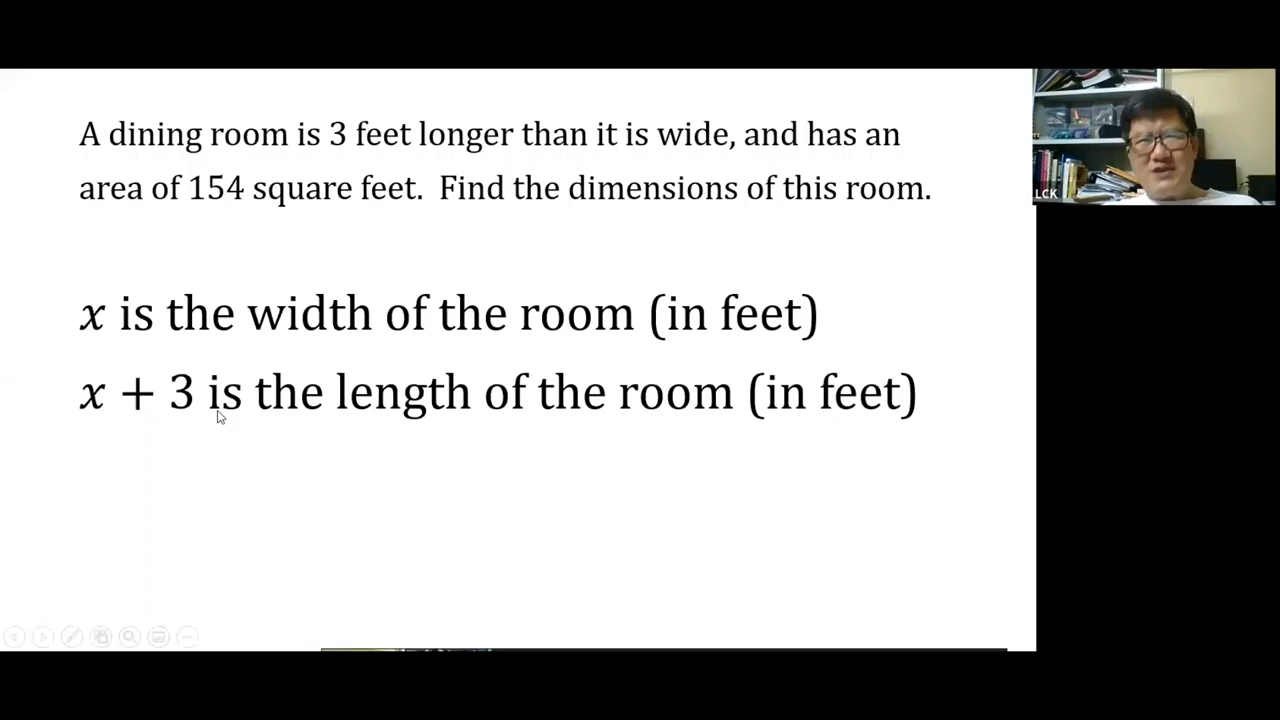 A dining room is 3 feet longer than it is wide, and has an
area of 154 square feet.  Find the dimensions of this room.
x is the width of the room (in feet)
x + 3 is the length of the room (in feet)
LCK